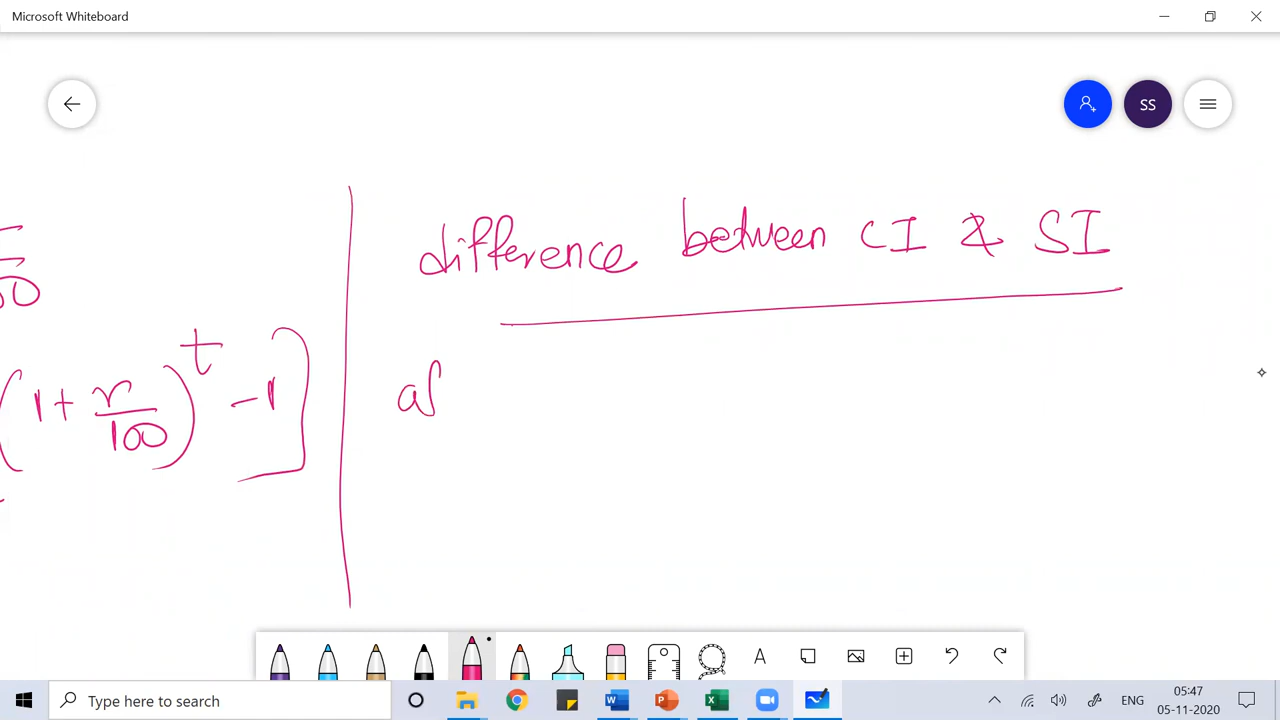 Microsoft Whiteboard
SS
difference between CI & SI
(1 + r/100)^t - 1]
af
A
Type here to search
ENG
05:47
05-11-2020